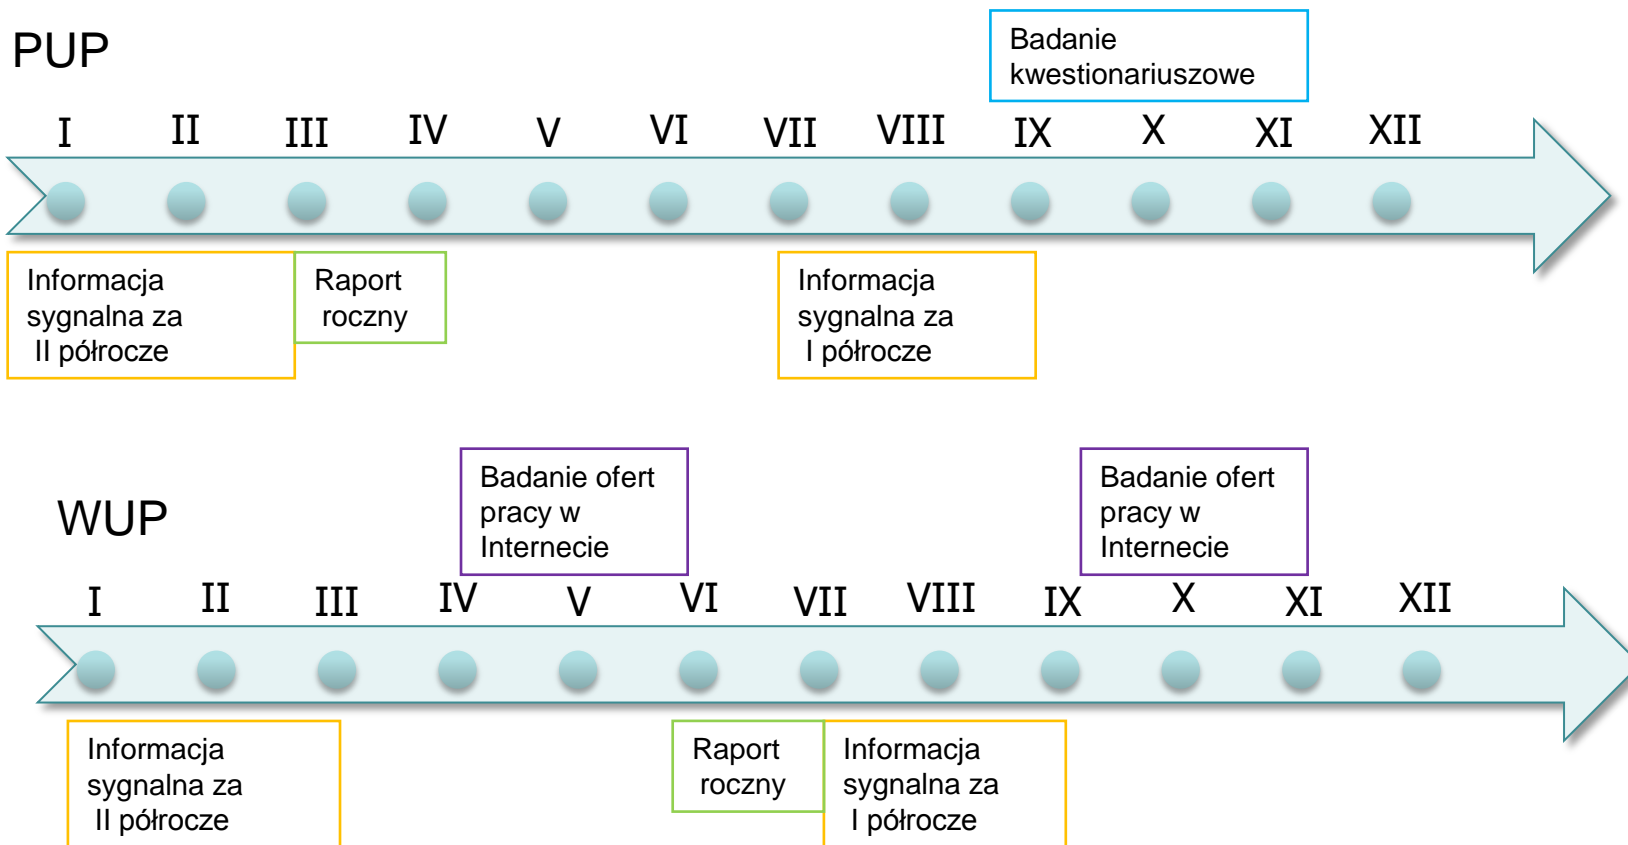 PUP
Badanie
kwestionariuszowe
I II III IV V VI VII VIII IX X XI XII
Informacja
sygnalna za
II półrocze
Raport
roczny
Informacja
sygnalna za
I półrocze
WUP
Badanie ofert
pracy w
Internecie
Badanie ofert
pracy w
Internecie
I II III IV V VI VII VIII IX X XI XII
Informacja
sygnalna za
II półrocze
Raport
roczny
Informacja
sygnalna za
I półrocze